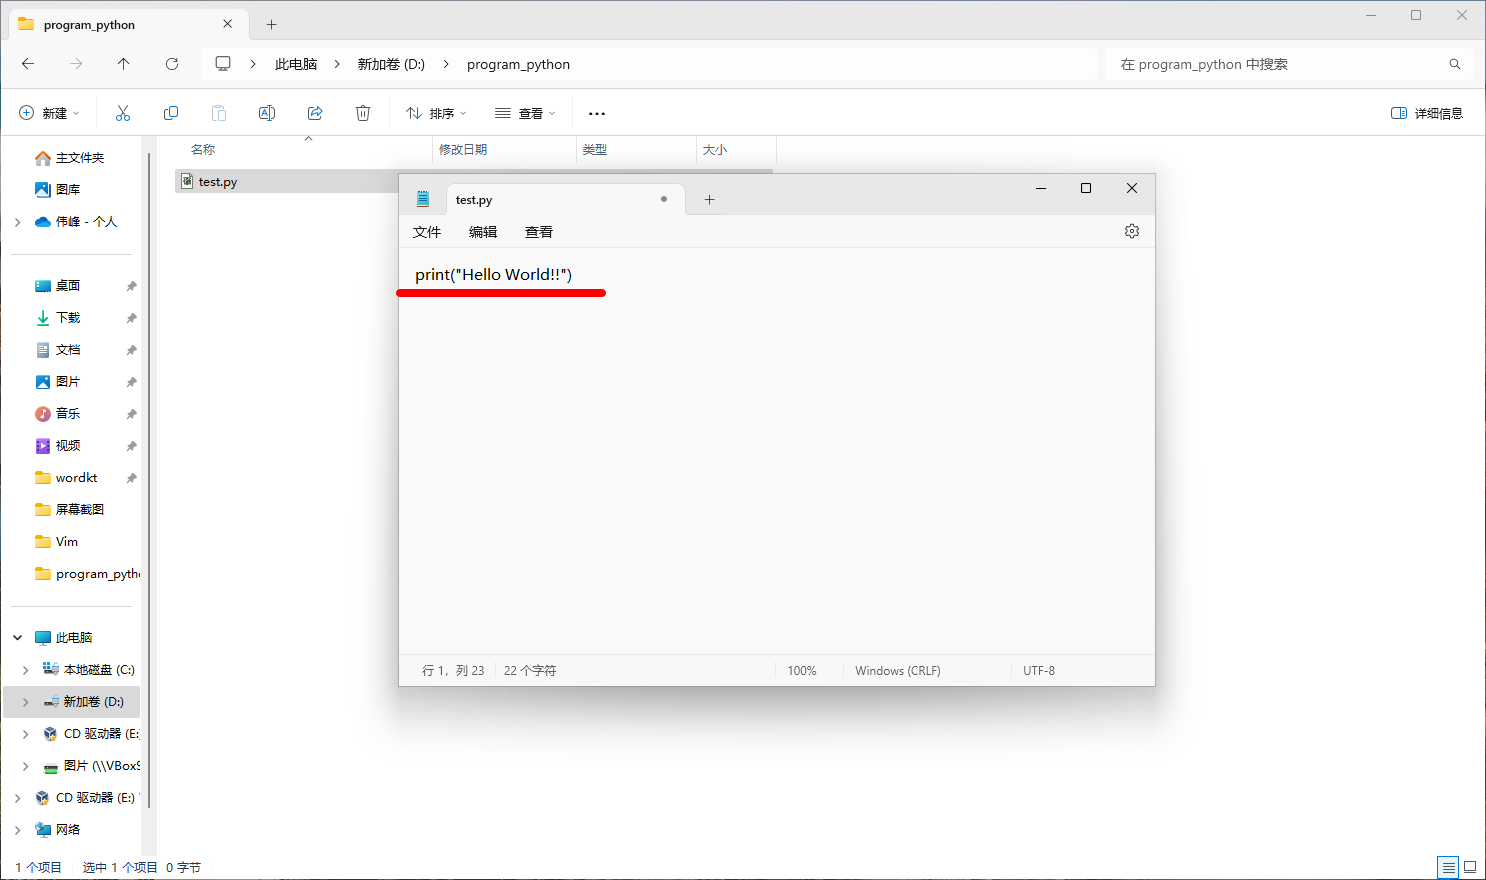 program_python
此电脑 新加卷 (D:) program_python
在 program_python 中搜索
新建 排序 查看 ··· 详细信息
名称 修改日期 类型 大小
test.py
主文件夹
图库
伟峰 - 个人
桌面
下载
文档
图片
音乐
视频
wordkt
屏幕截图
Vim
program_pytho
此电脑
本地磁盘 (C:)
新加卷 (D:)
CD 驱动器 (E:
图片 (\\VBoxS
CD 驱动器 (E:)
网络
test.py
文件 编辑 查看
print("Hello World!!")
行 1，列 23 22 个字符 100% Windows (CRLF) UTF-8
1 个项目 选中 1 个项目 0 字节